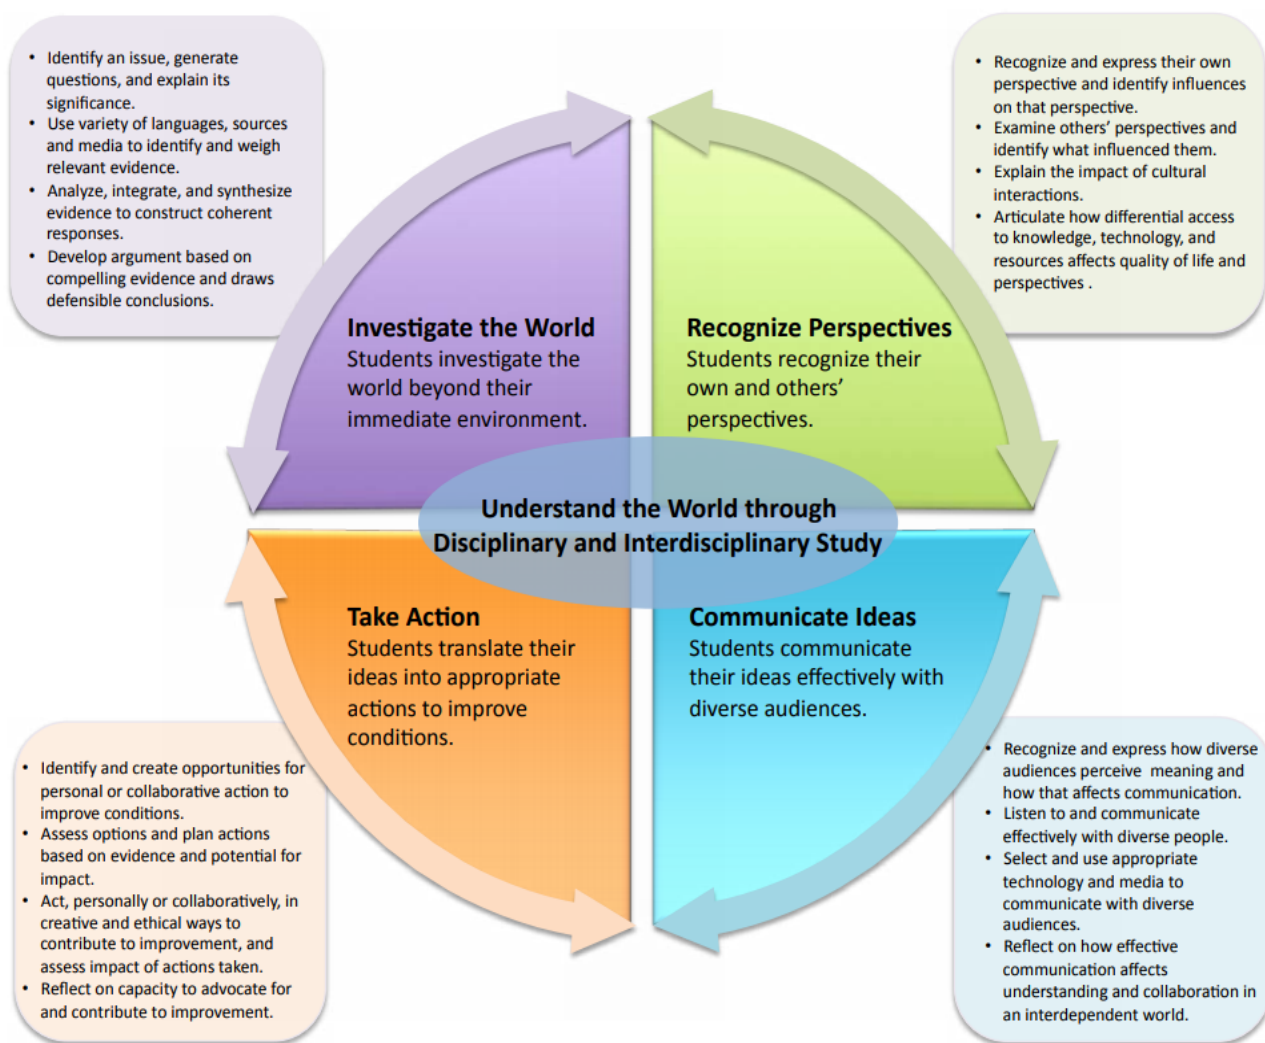 • Identify an issue, generate
questions, and explain its
significance.
• Use variety of languages, sources
and media to identify and weigh
relevant evidence.
• Analyze, integrate, and synthesize
evidence to construct coherent
responses.
• Develop argument based on
compelling evidence and draws
defensible conclusions.
• Recognize and express their own
perspective and identify influences
on that perspective.
• Examine others’ perspectives and
identify what influenced them.
• Explain the impact of cultural
interactions.
• Articulate how differential access
to knowledge, technology, and
resources affects quality of life and
perspectives .
Investigate the World
Students investigate the
world beyond their
immediate environment.
Recognize Perspectives
Students recognize their
own and others’
perspectives.
Understand the World through
Disciplinary and Interdisciplinary Study
Take Action
Students translate their
ideas into appropriate
actions to improve
conditions.
Communicate Ideas
Students communicate
their ideas effectively with
diverse audiences.
• Identify and create opportunities for
personal or collaborative action to
improve conditions.
• Assess options and plan actions
based on evidence and potential for
impact.
• Act, personally or collaboratively, in
creative and ethical ways to
contribute to improvement, and
assess impact of actions taken.
• Reflect on capacity to advocate for
and contribute to improvement.
• Recognize and express how diverse
audiences perceive meaning and
how that affects communication.
• Listen to and communicate
effectively with diverse people.
• Select and use appropriate
technology and media to
communicate with diverse
audiences.
• Reflect on how effective
communication affects
understanding and collaboration in
an interdependent world.